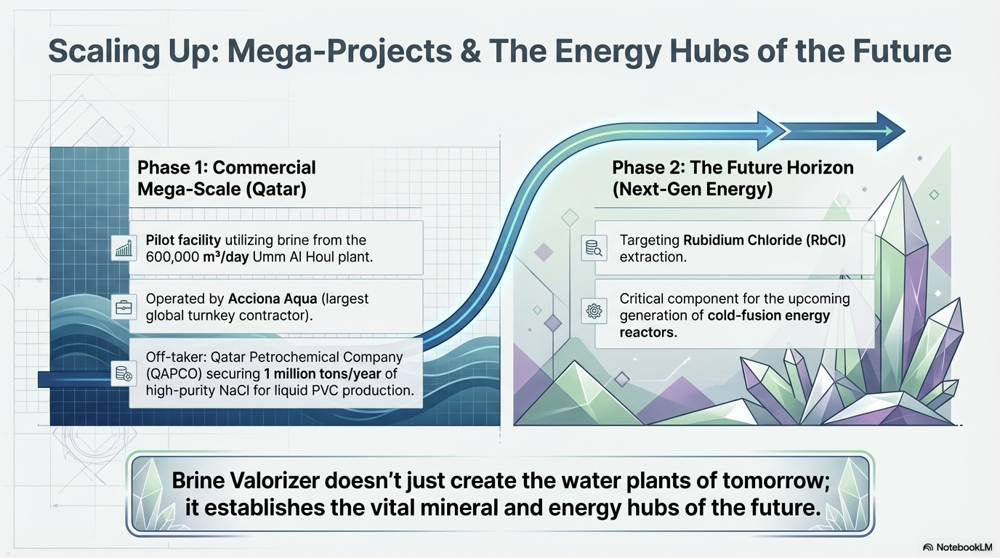 Scaling Up: Mega-Projects & The Energy Hubs of the Future
Phase 1: Commercial
Mega-Scale (Qatar)
Pilot facility utilizing brine from the
600,000 m³/day Umm Al Houl plant.
Operated by Acciona Aqua (largest
global turnkey contractor).
Off-taker: Qatar Petrochemical Company
(QAPCO) securing 1 million tons/year of
high-purity NaCl for liquid PVC production.
Phase 2: The Future Horizon
(Next-Gen Energy)
Targeting Rubidium Chloride (RbCl)
extraction.
Critical component for the upcoming
generation of cold-fusion energy
reactors.
Brine Valorizer doesn’t just create the water plants of tomorrow;
it establishes the vital mineral and energy hubs of the future.
NotebookLM